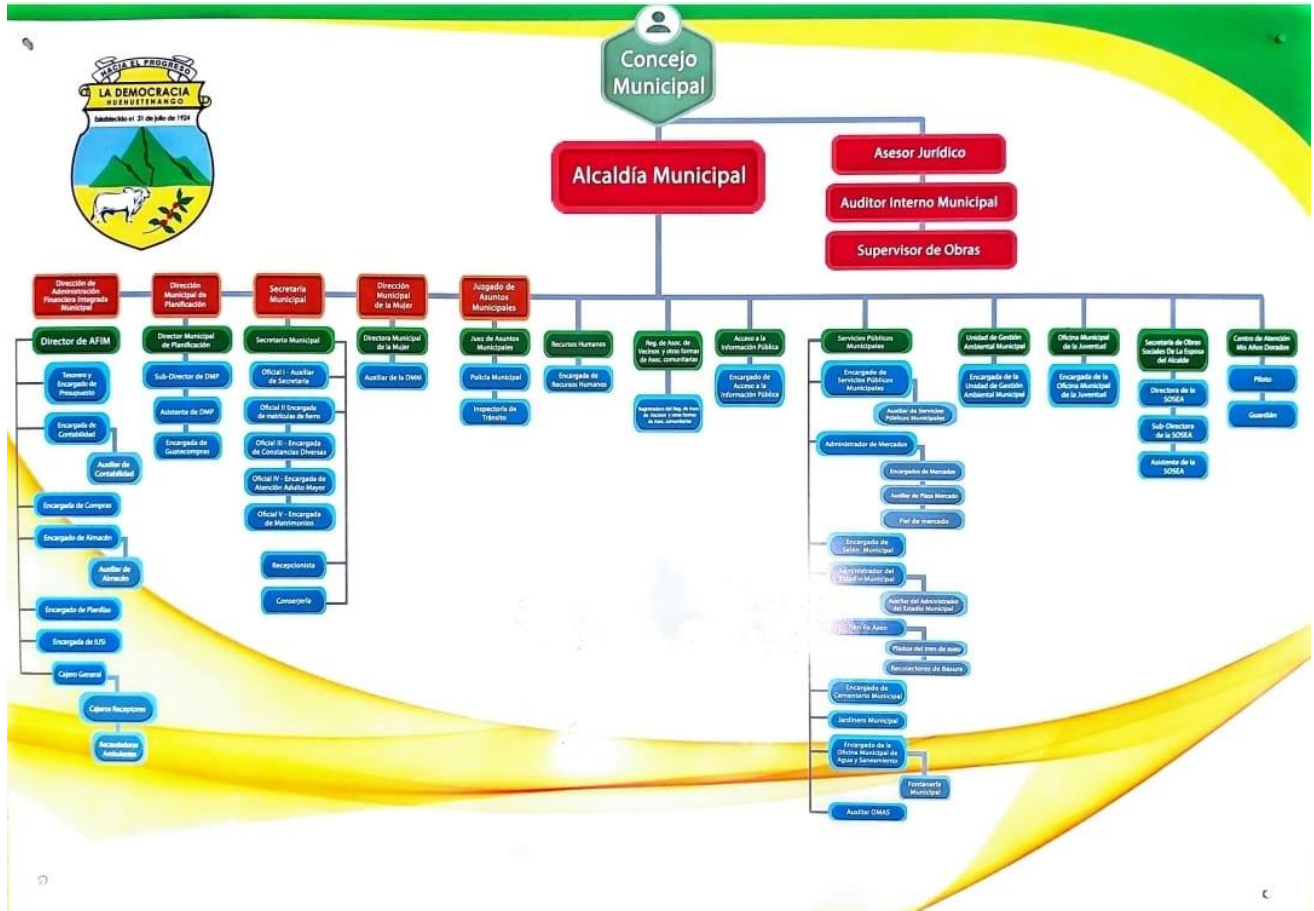 Concejo
Municipal
HACIA EL PROGRESO
LA DEMOCRACIA
HUEHUETENANGO
Establecido el 31 de julio de 1924
Alcaldía Municipal
Asesor Jurídico
Auditor Interno Municipal
Supervisor de Obras
Dirección de
Administración
Financiera Integrada
Municipal
Director de AFIM
Tesorero y
Encargado de
Presupuesto
Encargada de
Contabilidad
Auxiliar de
Contabilidad
Encargada de Compras
Encargado de Almacén
Auxiliar de
Almacén
Encargado de Planillas
Encargada de IUSI
Cajero General
Cajeros Receptores
Recaudadores
Ambulantes
Dirección
Municipal de
Planificación
Director Municipal
de Planificación
Sub-Director de DMP
Asistente de DMP
Encargada de
Guatecompras
Secretaria
Municipal
Secretario Municipal
Oficial I - Auxiliar
de Secretaria
Oficial II Encargada
de matrículas de fierro
Oficial III - Encargada
de Constancias Diversas
Oficial IV - Encargada de
Atención Adulto Mayor
Oficial V - Encargada
de Matrimonios
Recepcionista
Conserjería
Dirección
Municipal
de la Mujer
Directora Municipal
de la Mujer
Auxiliar de la DMM
Juzgado de
Asuntos
Municipales
Juez de Asuntos
Municipales
Policía Municipal
Inspectoría de
Tránsito
Recursos Humanos
Encargada de
Recursos Humanos
Reg. de Asoc. de
Vecinos y otras formas
de Asoc. comunitarias
Registradora del Reg. de Asoc
de Vecinos y otras formas
de Asoc. comunitarias
Acceso a la
Información Pública
Encargado de
Acceso a la
Información Pública
Servicios Públicos
Municipales
Encargado de
Servicios Públicos
Municipales
Auxiliar de Servicios
Públicos Municipales
Administrador de Mercados
Encargados de Mercados
Auxiliar de Plaza Mercado
Fiel de mercado
Encargado de
Salón Municipal
Administrador del
Estadio Municipal
Auxiliar del Administrador
del Estadio Municipal
Tren de Aseo
Pilotos del tren de aseo
Recolectores de Basura
Encargado de
Cementerio Municipal
Jardinero Municipal
Encargado de la
Oficina Municipal de
Agua y Saneamiento
Fontanería
Municipal
Auxiliar OMAS
Unidad de Gestión
Ambiental Municipal
Encargada de la
Unidad de Gestión
Ambiental Municipal
Oficina Municipal
de la Juventud
Encargada de la
Oficina Municipal
de la Juventud
Secretaría de Obras
Sociales De La Esposa
del Alcalde
Directora de la
SOSEA
Sub-Directora
de la SOSEA
Asistente de la
SOSEA
Centro de Atención
Mis Años Dorados
Piloto
Guardián